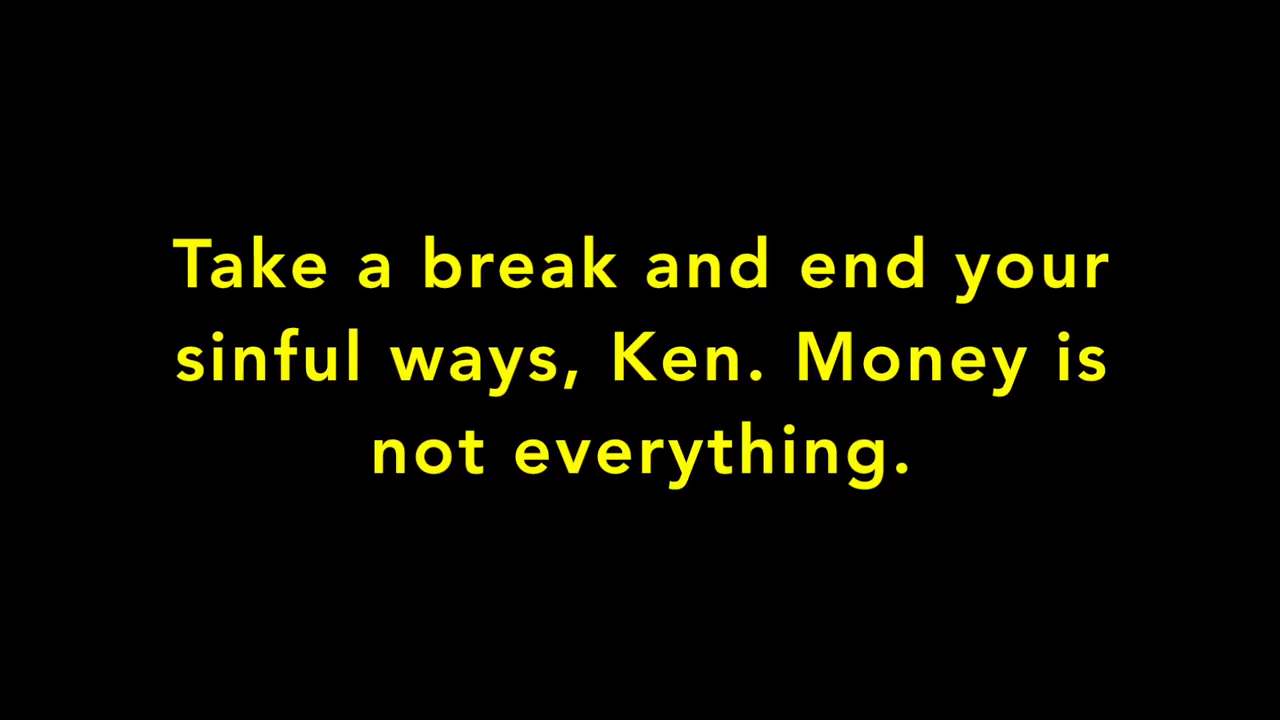 Take a break and end your
sinful ways, Ken. Money is
not everything.